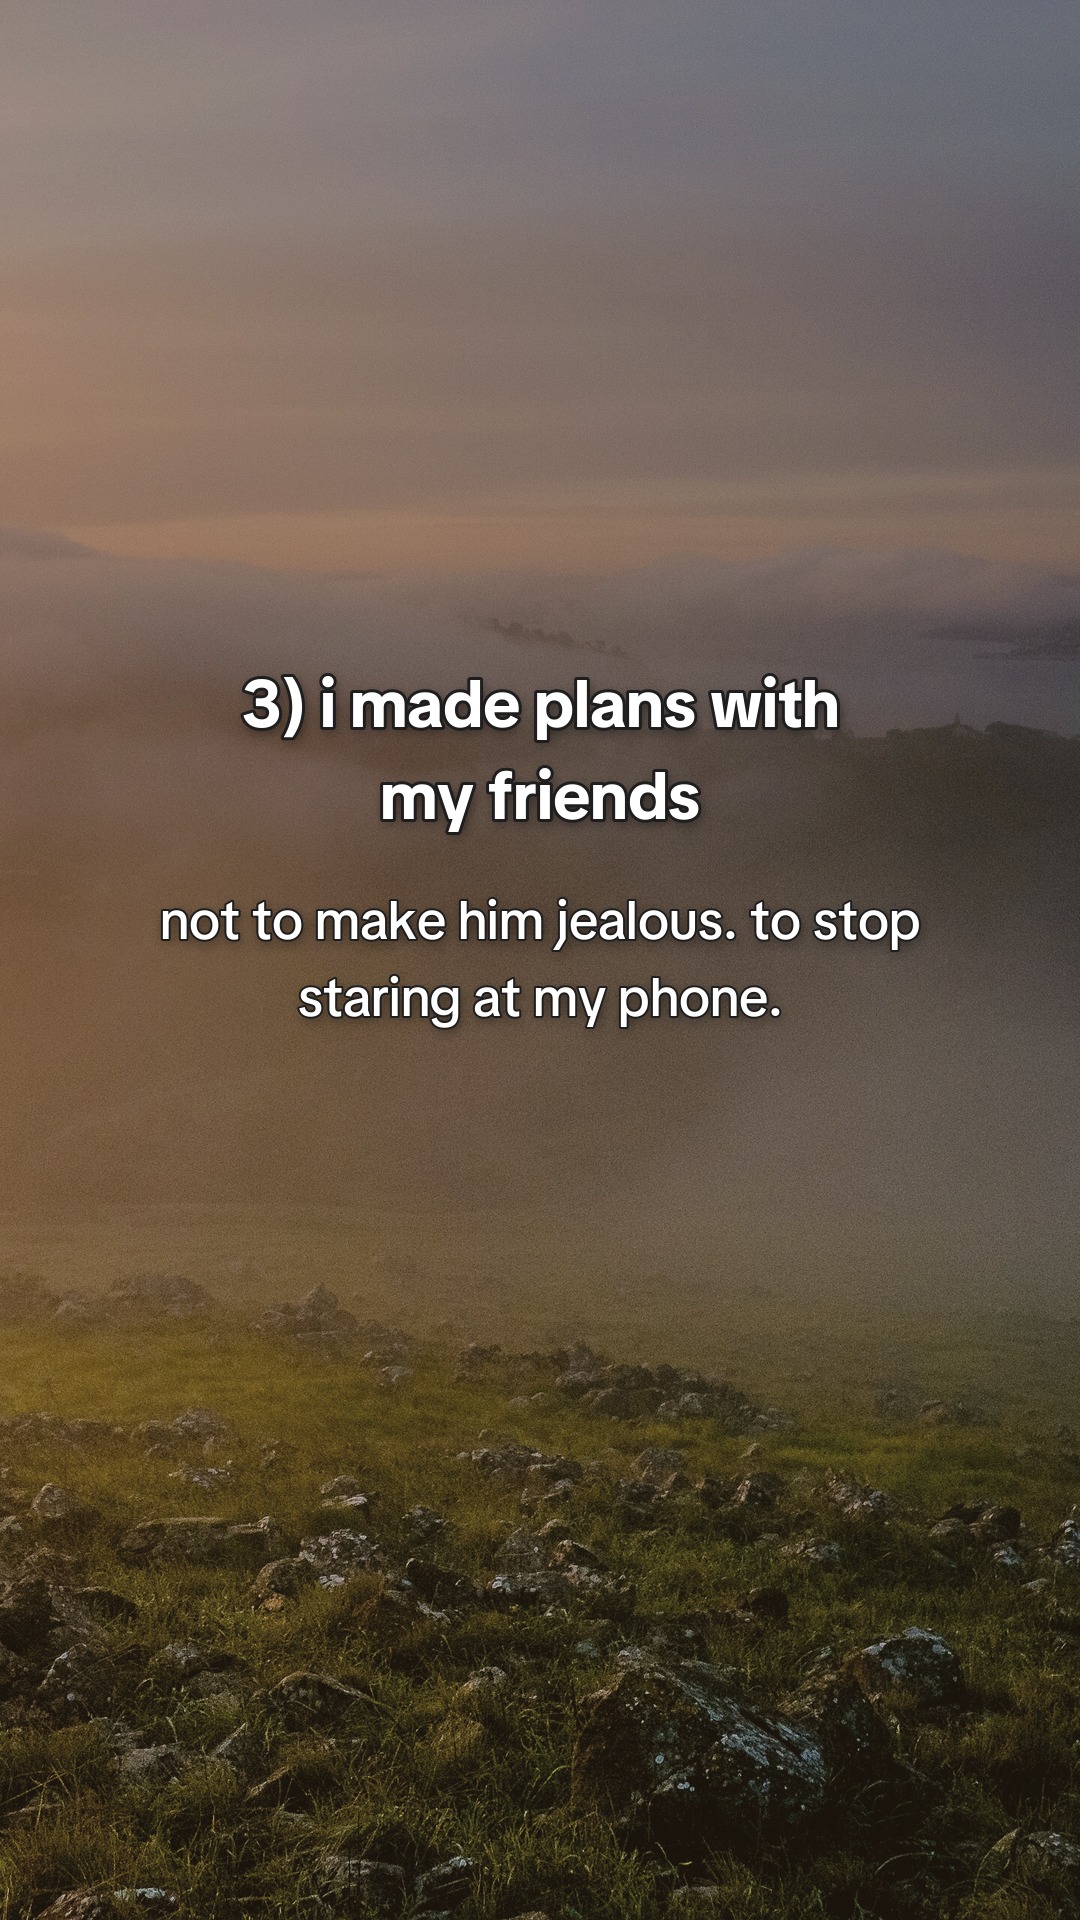 3) i made plans with
my friends
not to make him jealous. to stop
staring at my phone.